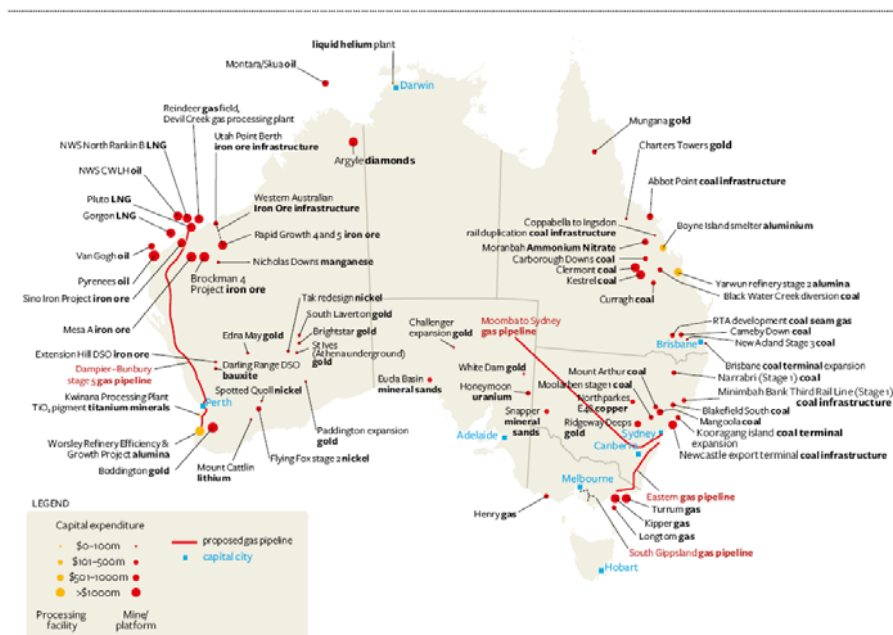 liquid helium plant
Montara/Skua oil
Darwin
Reindeer gas field,
Devil Creek gas processing plant
Utah Point Berth
iron ore infrastructure
NWS North Rankin B LNG
NWS CWLH oil
Pluto LNG
Gorgon LNG
Argyle diamonds
Western Australian
Iron Ore infrastructure
Rapid Growth 4 and 5 iron ore
Nicholas Downs manganese
Van Gogh oil
Pyrenees oil
Brockman 4
Project iron ore
Sino Iron Project iron ore
Mesa A iron ore
Mungana gold
Charters Towers gold
Abbot Point coal infrastructure
Coppabella to Ingsdon
rail duplication coal infrastructure
Boyne Island smelter aluminium
Moranbah Ammonium Nitrate
Carborough Downs coal
Clermont coal
Kestrel coal
Curragh coal
Yarwun refinery stage 2 alumina
Black Water Creek diversion coal
RTA development coal seam gas
Cameby Down coal
New Acland Stage 3 coal
Brisbane
Brisbane coal terminal expansion
Narrabri (Stage 1) coal
Minimbah Bank Third Rail Line (Stage 1)
coal infrastructure
Tak redesign nickel
South Laverton gold
Brightstar gold
St Ives
(Athena underground)
gold
Edna May gold
Extension Hill DSO iron ore
Darling Range DSO
bauxite
Dampier–Bunbury
stage 5 gas pipeline
Spotted Quoll nickel
Kwinana Processing Plant
TiO₂ pigment titanium minerals
Perth
Worsley Refinery Efficiency &
Growth Project alumina
Boddington gold
Mount Cattlin
lithium
Flying Fox stage 2 nickel
Paddington expansion
gold
Challenger
expansion gold
Moomba to Sydney
gas pipeline
Eucla Basin
mineral sands
White Dam gold
Honeymoon
uranium
Snapper
mineral
sands
Adelaide
Mount Arthur coal
Moolarben stage 1 coal
Northparkes
E48 copper
Ridgeway Deeps
gold
Blakefield South coal
Mangoola coal
Kooragang island coal terminal
expansion
Newcastle export terminal coal infrastructure
Sydney
Canberra
Melbourne
Eastern gas pipeline
Turrum gas
Kipper gas
Longtom gas
South Gippsland gas pipeline
Henry gas
Hobart
LEGEND
Capital expenditure
$0–100m
$101–500m
$501–1000m
>$1000m
Processing
facility
Mine/
platform
proposed gas pipeline
capital city